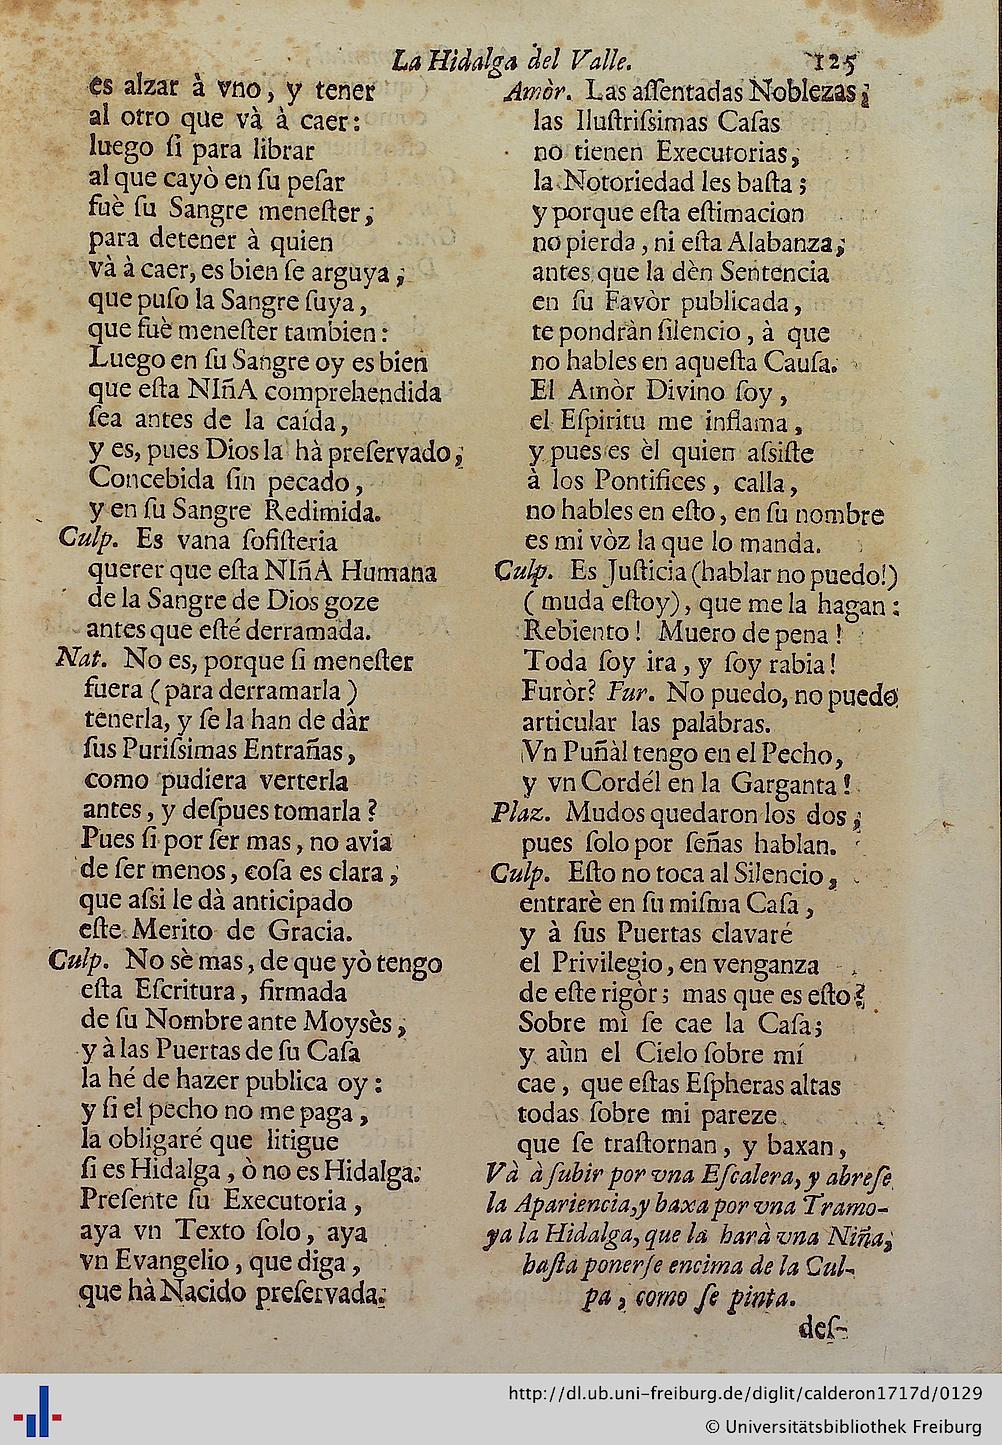 La Hidalga del Valle. 125
es alzar à vno, y tener
al otro que và à caer:
luego ſi para librar
al que cayò en ſu peſar
fuè ſu Sangre meneſter,
para detener à quien
và à caer, es bien ſe arguya,
que puſo la Sangre ſuya,
que fuè meneſter tambien:
Luego en ſu Sangre oy es bien
que eſta NIñA comprehendida
ſea antes de la caída,
y es, pues Dios la hà preſervado,
Concebida ſin pecado,
y en ſu Sangre Redimida.
Culp. Es vana ſofiſteria
querer que eſta NIñA Humana
de la Sangre de Dios goze
antes que eſté derramada.
Nat. No es, porque ſi meneſter
fuera (para derramarla)
tenerla, y ſe la han de dàr
ſus Puriſsimas Entrañas,
como pudiera verterla
antes, y deſpues tomarla?
Pues ſi por ſer mas, no avia
de ſer menos, coſa es clara,
que aſsi le dà anticipado
eſte Merito de Gracia.
Culp. No sè mas, de que yò tengo
eſta Eſcritura, firmada
de ſu Nombre ante Moysès,
y à las Puertas de ſu Caſa
la hé de hazer publica oy:
y ſi el pecho no me paga,
la obligaré que litigue
ſi es Hidalga, ò no es Hidalga:
Preſente ſu Executoria,
aya vn Texto ſolo, aya
vn Evangelio, que diga,
que hà Nacido preſervada.
Amòr. Las aſſentadas Noblezas,
las Iluſtriſsimas Caſas
no tienen Executorias,
la Notoriedad les baſta;
y porque eſta eſtimacion
no pierda, ni eſta Alabanza,
antes que la dèn Sentencia
en ſu Favòr publicada,
te pondràn ſilencio, à que
no hables en aqueſta Cauſa.
El Amòr Divino ſoy,
el Eſpiritu me inflama,
y pues es èl quien aſsiſte
à los Pontifices, calla,
no hables en eſto, en ſu nombre
es mi vòz la que lo manda.
Culp. Es Juſticia (hablar no puedo!)
(muda eſtoy), que me la hagan:
Rebiento! Muero de pena!
Toda ſoy ira, y ſoy rabia!
Furòr? Fur. No puedo, no puedo
articular las palabras.
Vn Puñàl tengo en el Pecho,
y vn Cordél en la Garganta!
Plaz. Mudos quedaron los dos,
pues ſolo por ſeñas hablan.
Culp. Eſto no toca al Silencio,
entrarè en ſu miſma Caſa,
y à ſus Puertas clavaré
el Privilegio, en venganza
de eſte rigòr; mas que es eſto?
Sobre mì ſe cae la Caſa;
y aùn el Cielo ſobre mí
cae, que eſtas Eſpheras altas
todas ſobre mi pareze
que ſe traſtornan, y baxan,
Và à ſubir por vna Eſcalera, y abreſe
la Apariencia, y baxa por vna Tramo-
ya la Hidalga, que la harà vna Niña,
haſta ponerſe encima de la Cul-
pa, como ſe pinta.
deſ-
http://dl.ub.uni-freiburg.de/diglit/calderon1717d/0129
© Universitätsbibliothek Freiburg